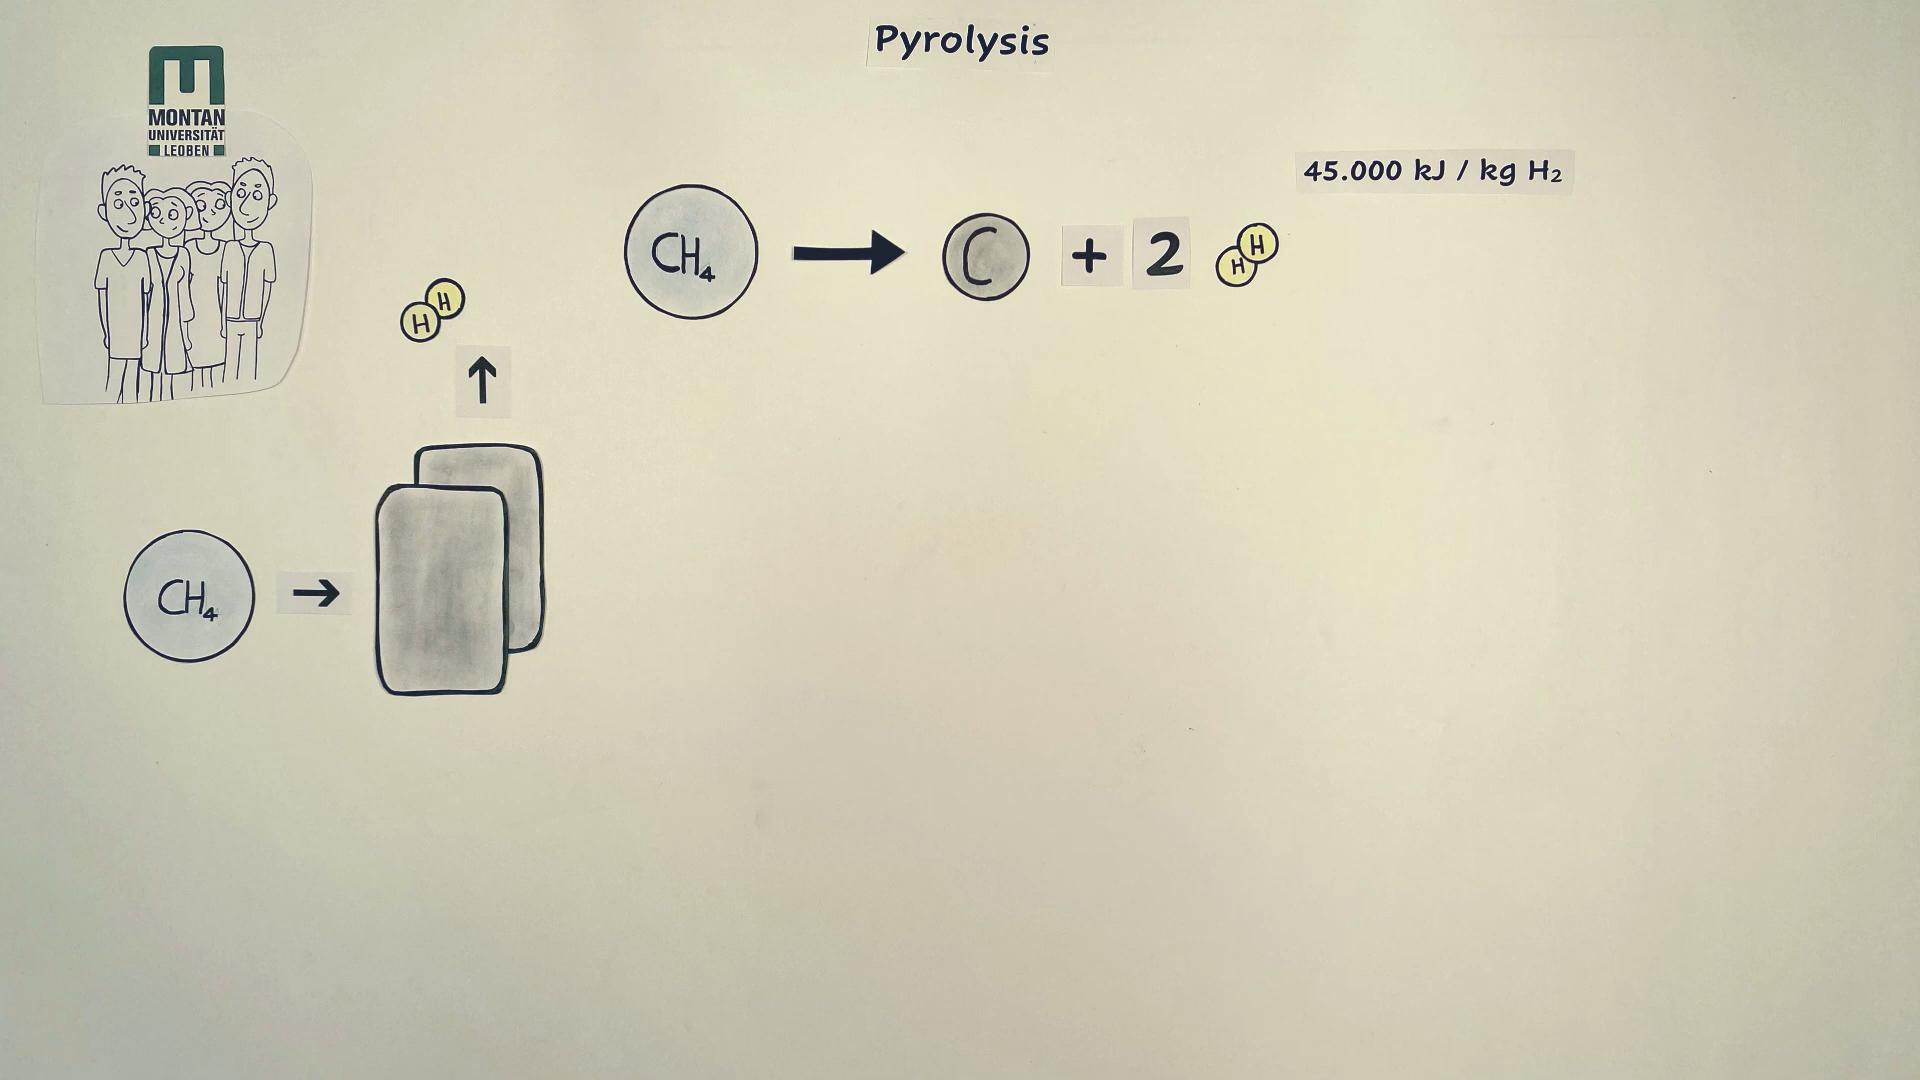 Pyrolysis
MONTAN
UNIVERSITÄT
LEOBEN
45.000 kJ / kg H₂
CH₄ → C + 2 H H
H H
↑
CH₄ →